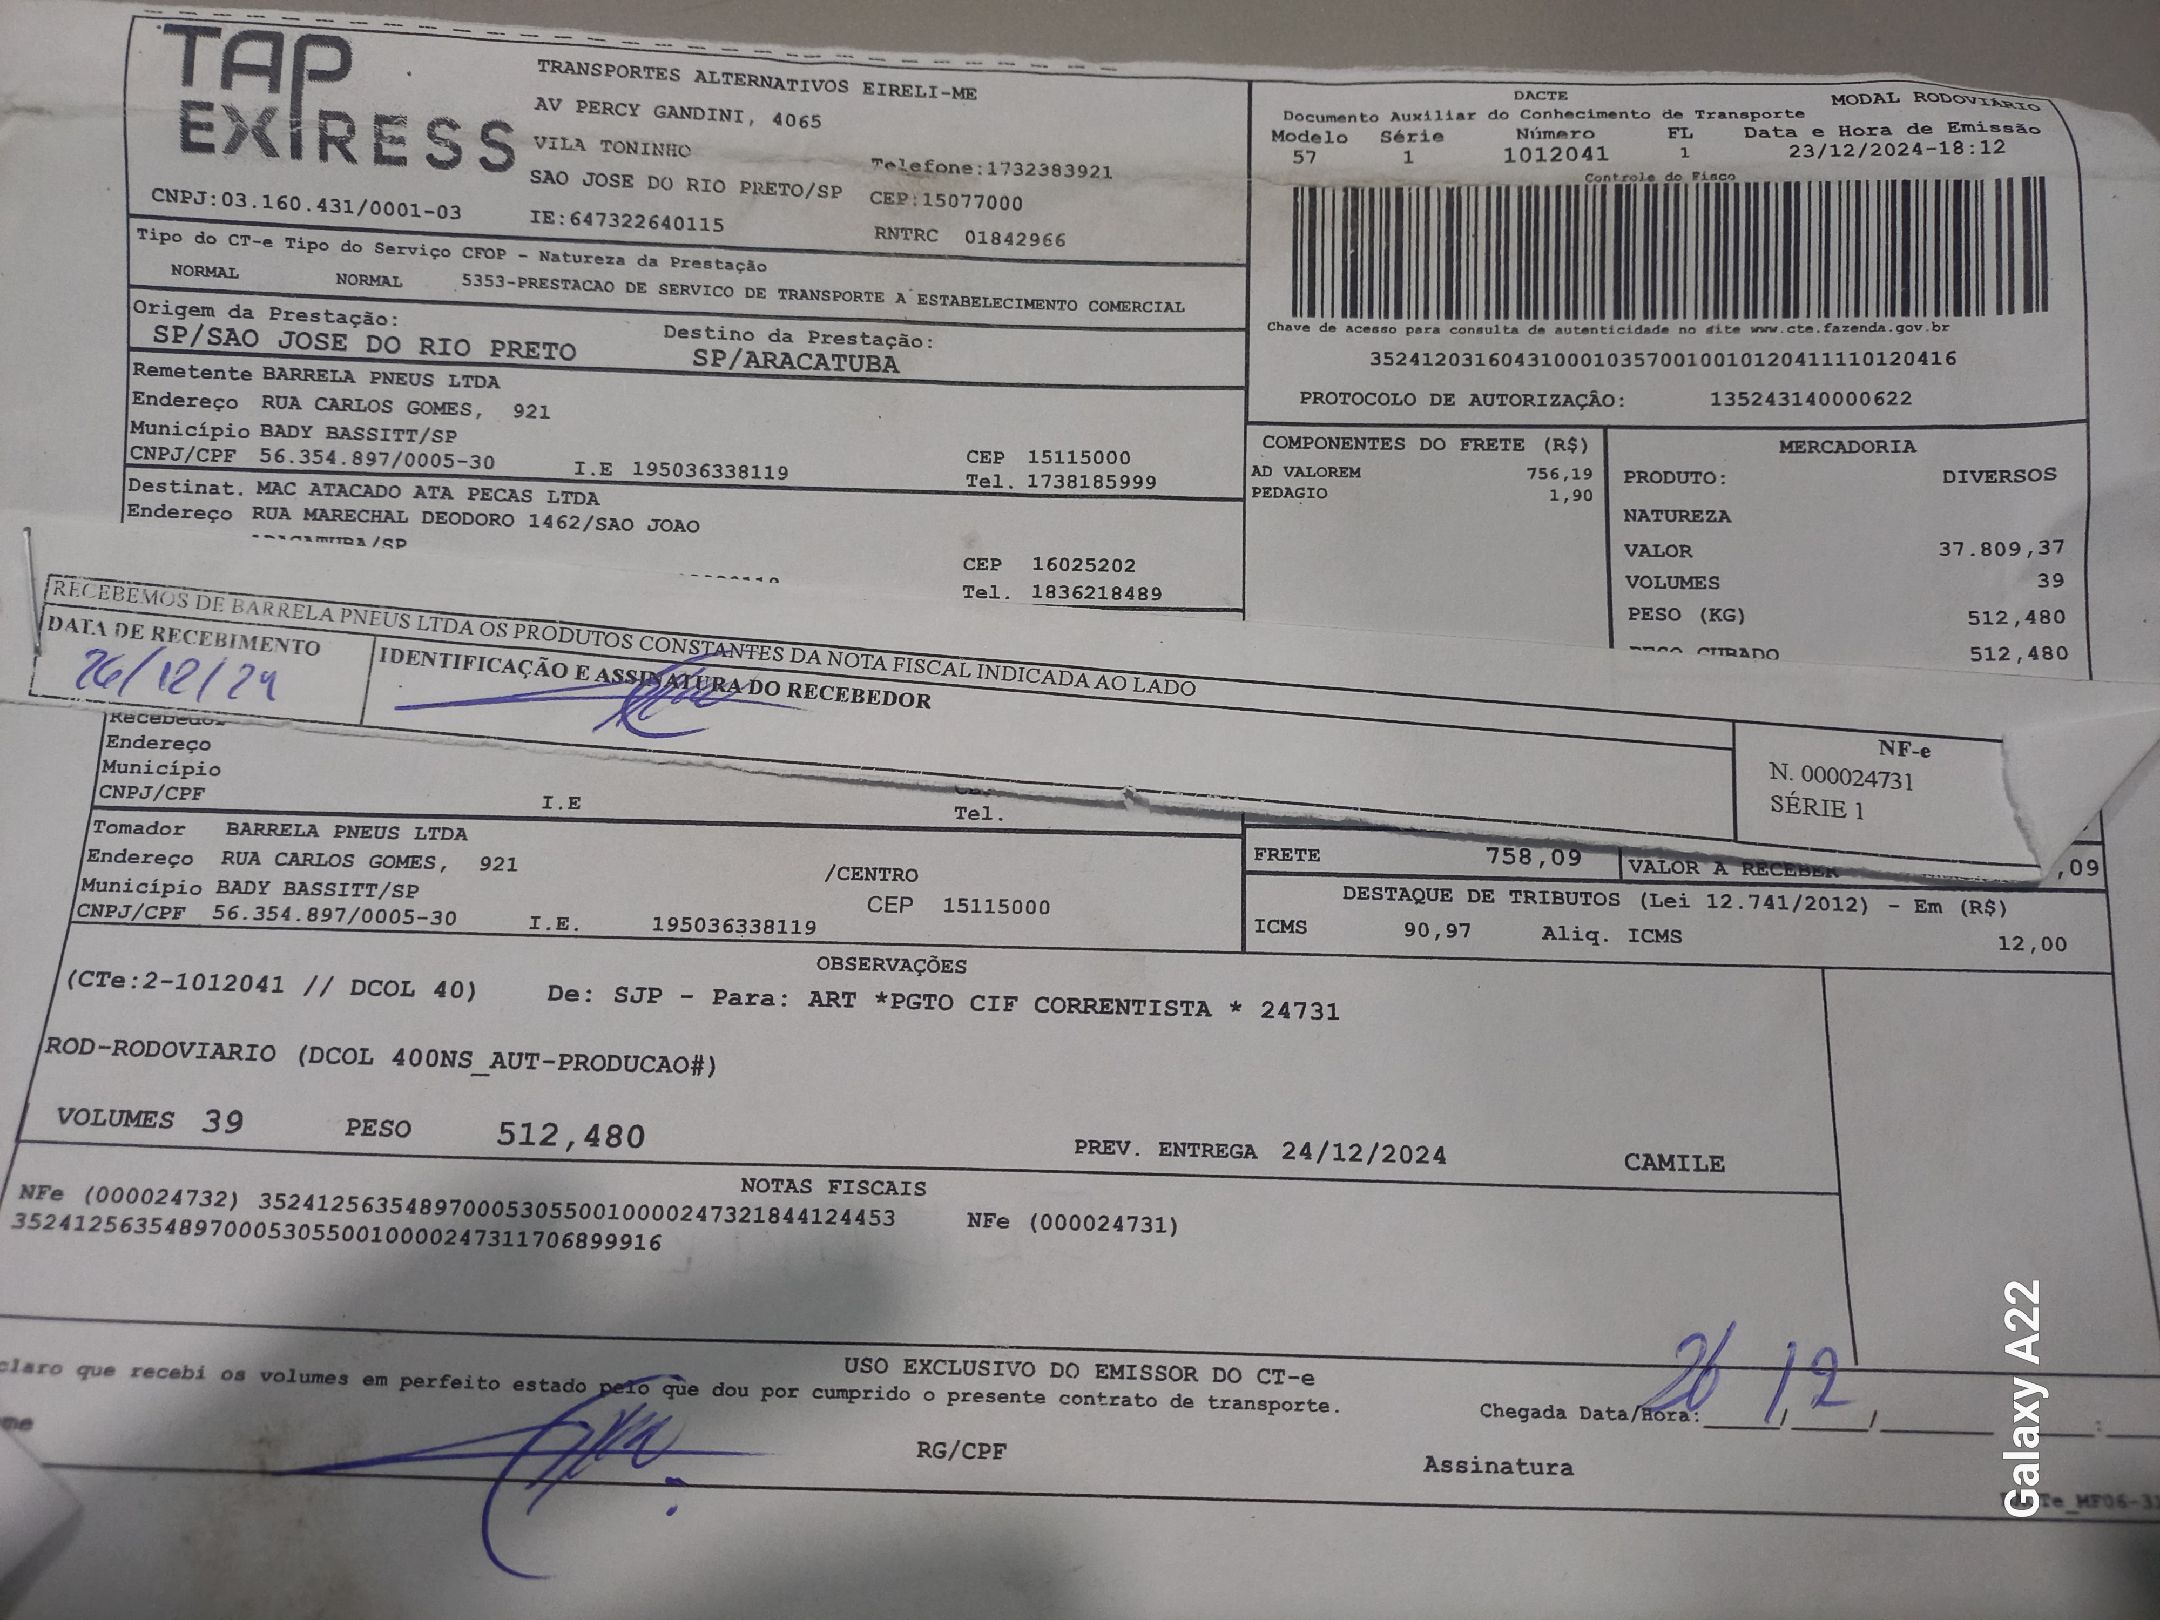 TAP EXPRESS
TRANSPORTES ALTERNATIVOS EIRELI-ME
AV PERCY GANDINI, 4065
VILA TONINHO
Telefone:1732383921
SAO JOSE DO RIO PRETO/SP CEP:15077000
CNPJ:03.160.431/0001-03 IE:647322640115 RNTRC 01842966
DACTE MODAL RODOVIÁRIO
Documento Auxiliar do Conhecimento de Transporte
Modelo Série Número FL Data e Hora de Emissão
57 1 1012041 1 23/12/2024-18:12
Controle do Fisco
Chave de acesso para consulta de autenticidade no site www.cte.fazenda.gov.br
35241203160431000103570010010120411110120416
PROTOCOLO DE AUTORIZAÇÃO: 135243140000622
Tipo do CT-e Tipo do Serviço CFOP - Natureza da Prestação
NORMAL NORMAL 5353-PRESTACAO DE SERVICO DE TRANSPORTE A ESTABELECIMENTO COMERCIAL
Origem da Prestação: Destino da Prestação:
SP/SAO JOSE DO RIO PRETO SP/ARACATUBA
Remetente BARRELA PNEUS LTDA
Endereço RUA CARLOS GOMES, 921
Município BADY BASSITT/SP CEP 15115000
CNPJ/CPF 56.354.897/0005-30 I.E 195036338119 Tel. 1738185999
Destinat. MAC ATACADO ATA PECAS LTDA
Endereço RUA MARECHAL DEODORO 1462/SAO JOAO
CEP 16025202
Tel. 1836218489
COMPONENTES DO FRETE (R$)
AD VALOREM 756,19
PEDAGIO 1,90
MERCADORIA
PRODUTO: DIVERSOS
NATUREZA
VALOR 37.809,37
VOLUMES 39
PESO (KG) 512,480
PESO CUBADO 512,480
RECEBEMOS DE BARRELA PNEUS LTDA OS PRODUTOS CONSTANTES DA NOTA FISCAL INDICADA AO LADO
DATA DE RECEBIMENTO IDENTIFICAÇÃO E ASSINATURA DO RECEBEDOR
26/12/24
NF-e
N. 000024731
SÉRIE 1
Recebedor
Endereço
Município
CNPJ/CPF I.E Tel.
Tomador BARRELA PNEUS LTDA
Endereço RUA CARLOS GOMES, 921 /CENTRO
Município BADY BASSITT/SP CEP 15115000
CNPJ/CPF 56.354.897/0005-30 I.E. 195036338119
FRETE 758,09 VALOR A RECEBER ,09
DESTAQUE DE TRIBUTOS (Lei 12.741/2012) - Em (R$)
ICMS 90,97 Aliq. ICMS 12,00
OBSERVAÇÕES
(CTe:2-1012041 // DCOL 40) De: SJP - Para: ART *PGTO CIF CORRENTISTA * 24731
ROD-RODOVIARIO (DCOL 400NS_AUT-PRODUCAO#)
VOLUMES 39 PESO 512,480 PREV. ENTREGA 24/12/2024 CAMILE
NOTAS FISCAIS
NFe (000024732) 35241256354897000530550010000247321844124453 NFe (000024731)
35241256354897000530550010000247311706899916
USO EXCLUSIVO DO EMISSOR DO CT-e
claro que recebi os volumes em perfeito estado pelo que dou por cumprido o presente contrato de transporte.
Chegada Data/Hora: 26/12
RG/CPF Assinatura
Galaxy A22